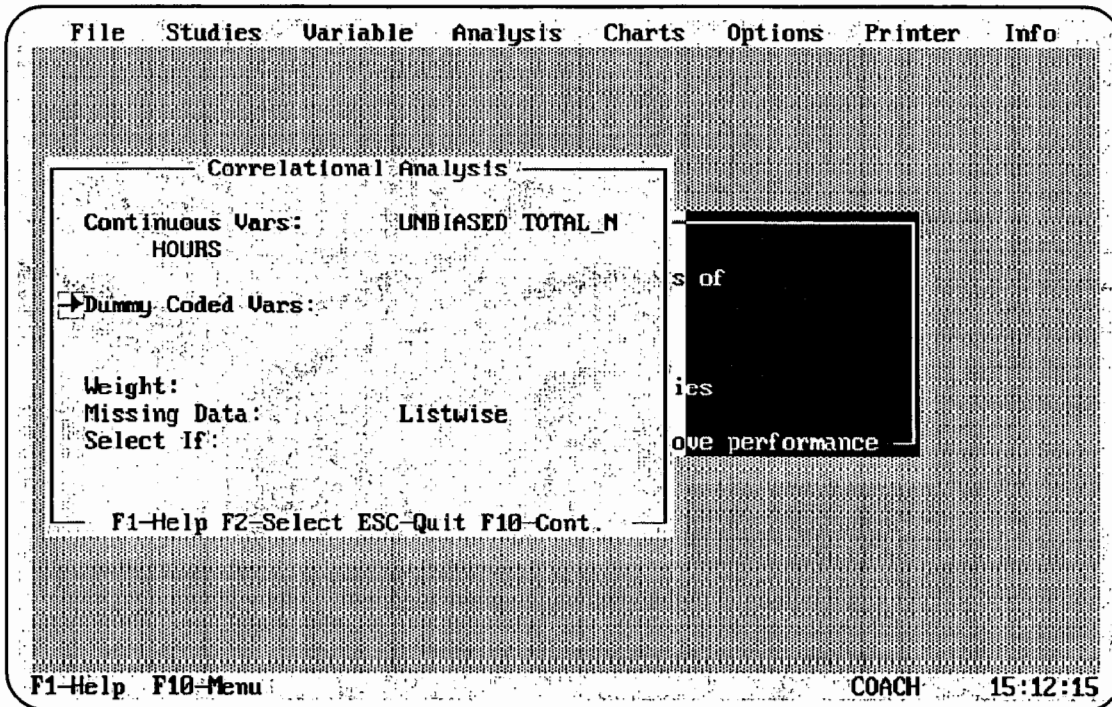 File Studies Variable Analysis Charts Options Printer Info
Correlational Analysis
Continuous Vars: UNBIASED TOTAL_N
HOURS
s of
Dummy Coded Vars:
Weight:
ies
Missing Data: Listwise
Select If:
ove performance
F1-Help F2-Select ESC-Quit F10-Cont.
F1-Help F10-Menu COACH 15:12:15